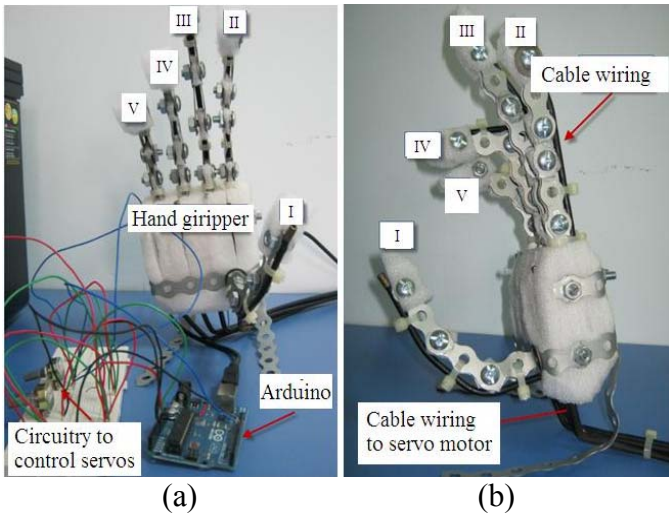 III
II
IV
V
I
Hand giripper
Arduino
Circuitry to
control servos
(a)
III
II
Cable wiring
IV
V
I
Cable wiring
to servo motor
(b)